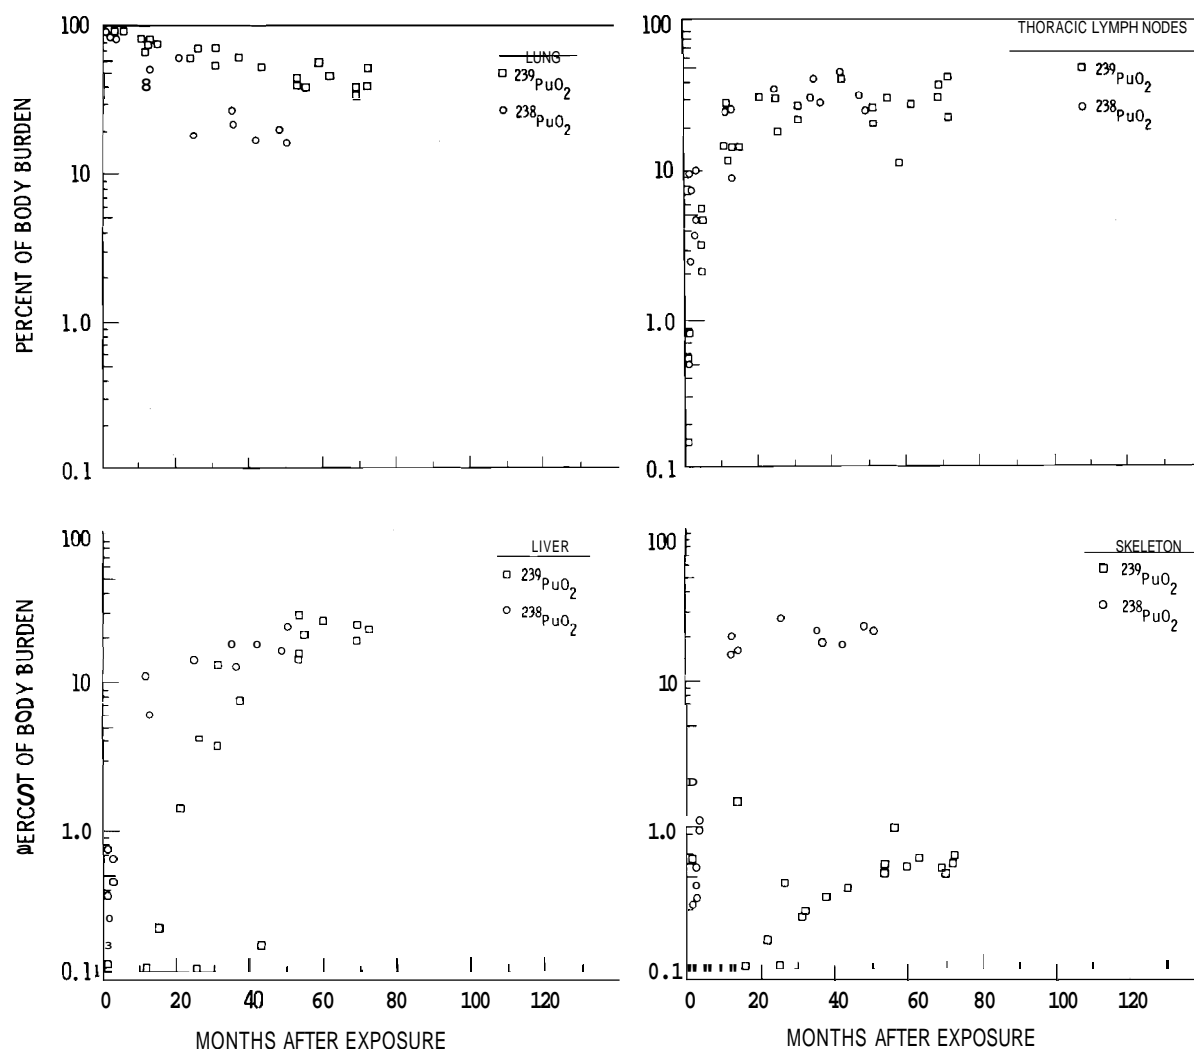 PERCENT OF BODY BURDEN
100
10
1.0
0.1
LUNG
239PuO2
238PuO2
100
10
1.0
0.1
THORACIC LYMPH NODES
239PuO2
238PuO2
PERCOST OF BODY BURDEN
100
10
1.0
0.1
LIVER
239PuO2
238PuO2
0 20 40 60 80 100 120
MONTHS AFTER EXPOSURE
100
10
1.0
0.1
SKELETON
239PuO2
238PuO2
0 20 40 60 80 100 120
MONTHS AFTER EXPOSURE